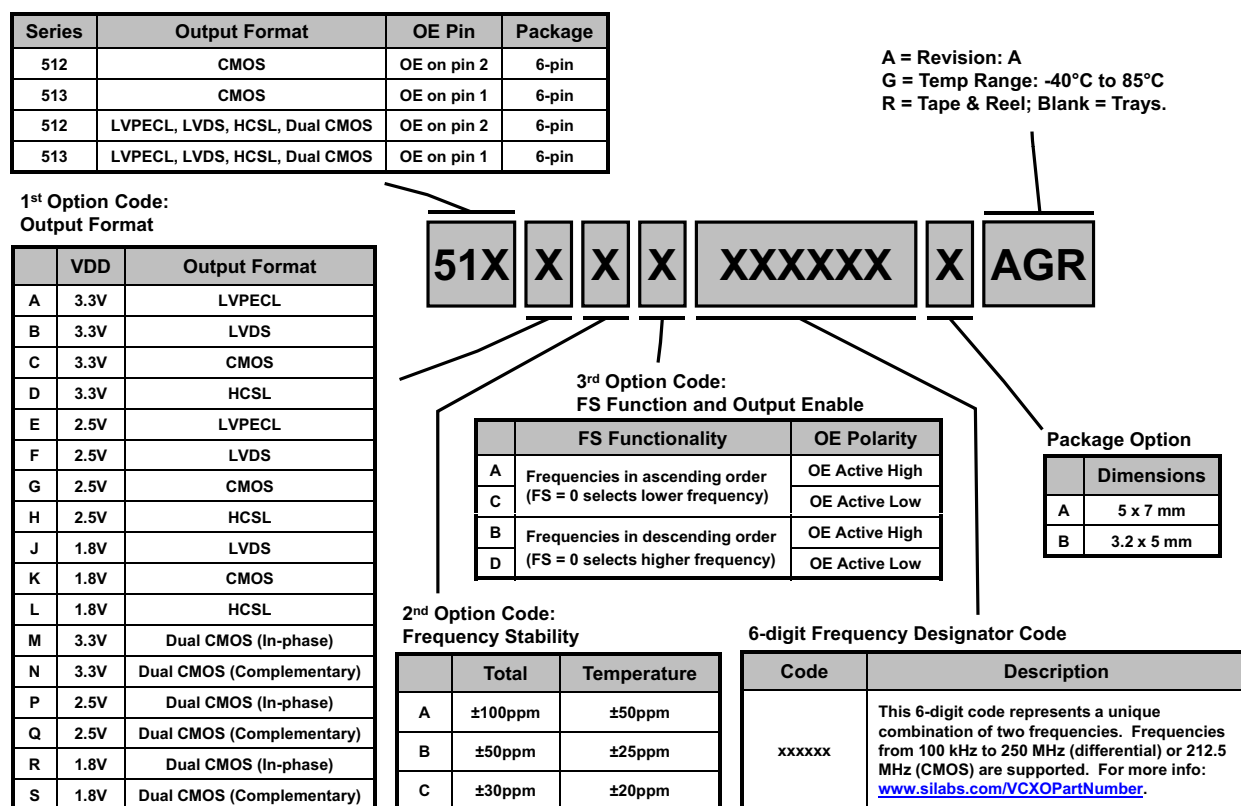 Series Output Format OE Pin Package
512 CMOS OE on pin 2 6-pin
513 CMOS OE on pin 1 6-pin
512 LVPECL, LVDS, HCSL, Dual CMOS OE on pin 2 6-pin
513 LVPECL, LVDS, HCSL, Dual CMOS OE on pin 1 6-pin
A = Revision: A
G = Temp Range: -40°C to 85°C
R = Tape & Reel; Blank = Trays.
1st Option Code:
Output Format
VDD Output Format
A 3.3V LVPECL
B 3.3V LVDS
C 3.3V CMOS
D 3.3V HCSL
E 2.5V LVPECL
F 2.5V LVDS
G 2.5V CMOS
H 2.5V HCSL
J 1.8V LVDS
K 1.8V CMOS
L 1.8V HCSL
M 3.3V Dual CMOS (In-phase)
N 3.3V Dual CMOS (Complementary)
P 2.5V Dual CMOS (In-phase)
Q 2.5V Dual CMOS (Complementary)
R 1.8V Dual CMOS (In-phase)
S 1.8V Dual CMOS (Complementary)
51X X X X XXXXXX X AGR
3rd Option Code:
FS Function and Output Enable
FS Functionality OE Polarity
A Frequencies in ascending order OE Active High
C (FS = 0 selects lower frequency) OE Active Low
B Frequencies in descending order OE Active High
D (FS = 0 selects higher frequency) OE Active Low
Package Option
Dimensions
A 5 x 7 mm
B 3.2 x 5 mm
2nd Option Code:
Frequency Stability
Total Temperature
A ±100ppm ±50ppm
B ±50ppm ±25ppm
C ±30ppm ±20ppm
6-digit Frequency Designator Code
Code Description
xxxxxx
This 6-digit code represents a unique
combination of two frequencies. Frequencies
from 100 kHz to 250 MHz (differential) or 212.5
MHz (CMOS) are supported. For more info:
www.silabs.com/VCXOPartNumber.